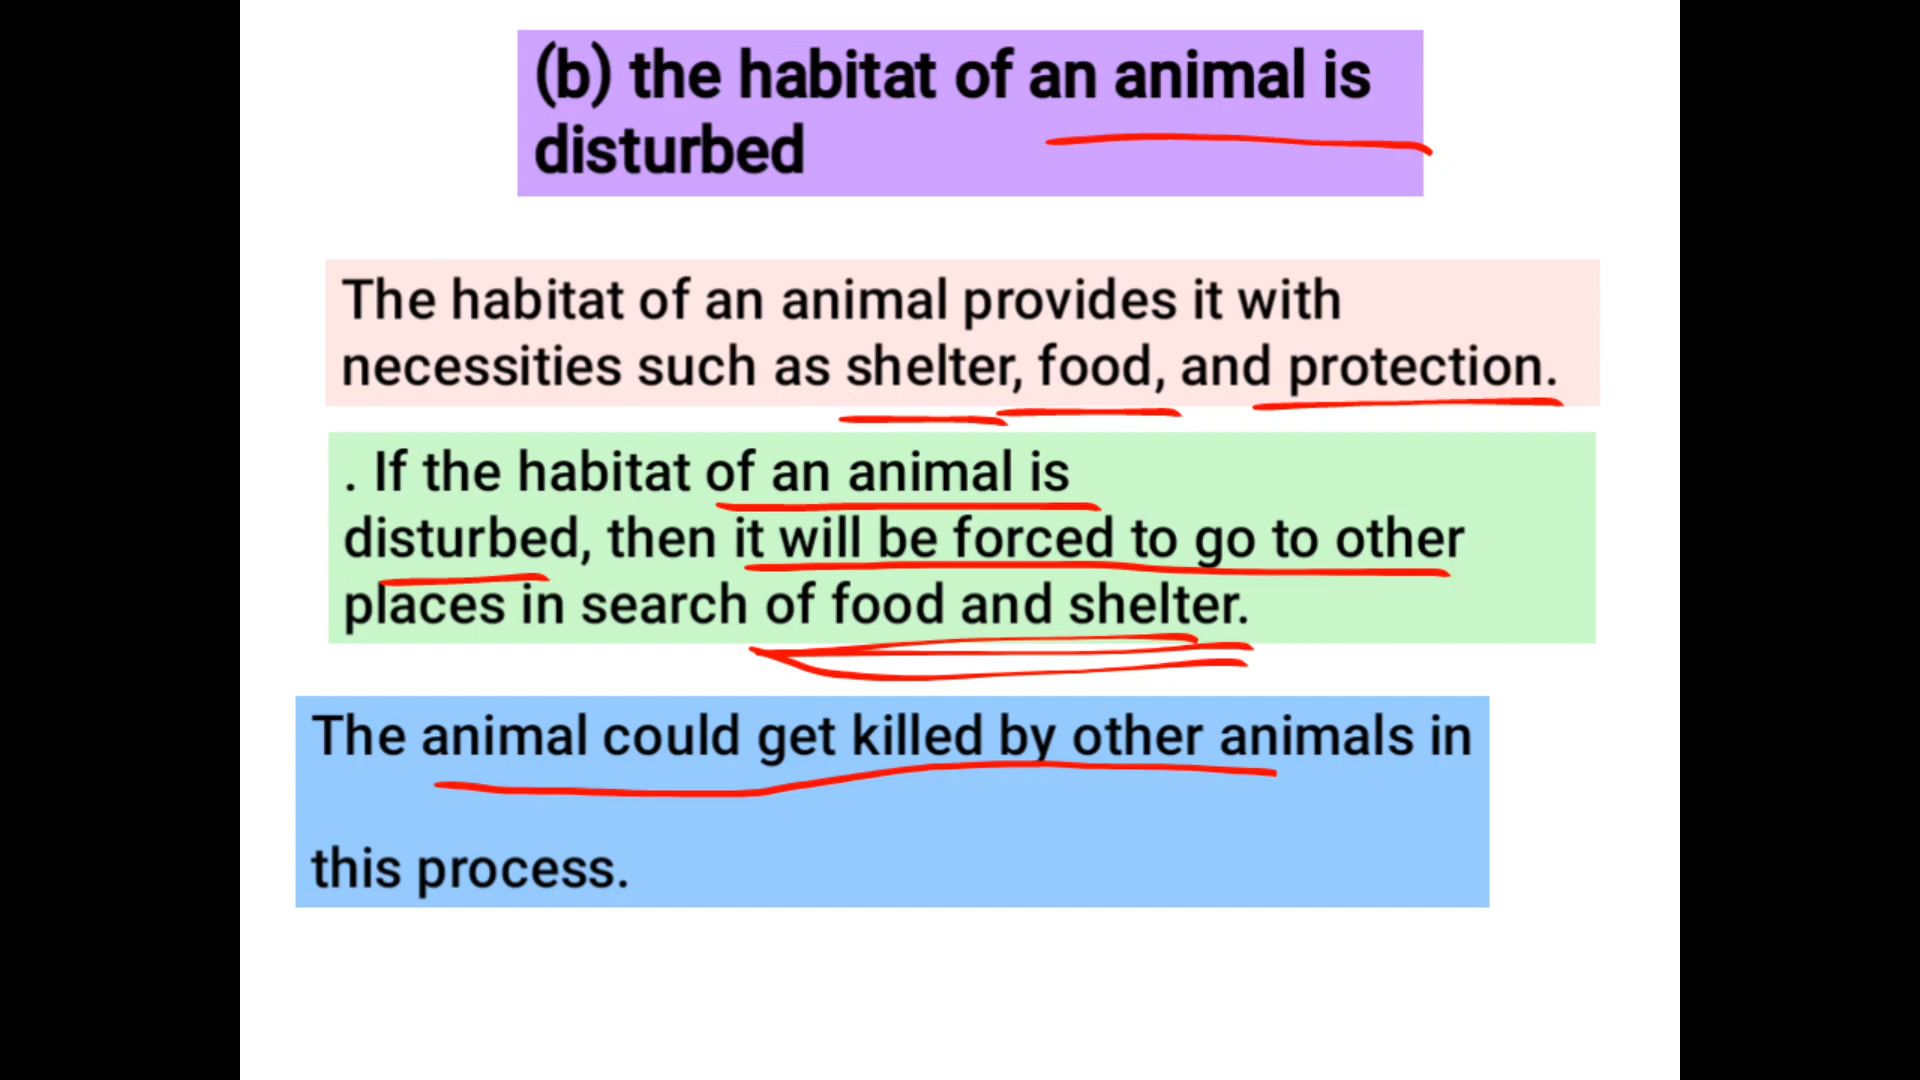 (b) the habitat of an animal is
disturbed
The habitat of an animal provides it with
necessities such as shelter, food, and protection.
. If the habitat of an animal is
disturbed, then it will be forced to go to other
places in search of food and shelter.
The animal could get killed by other animals in
this process.